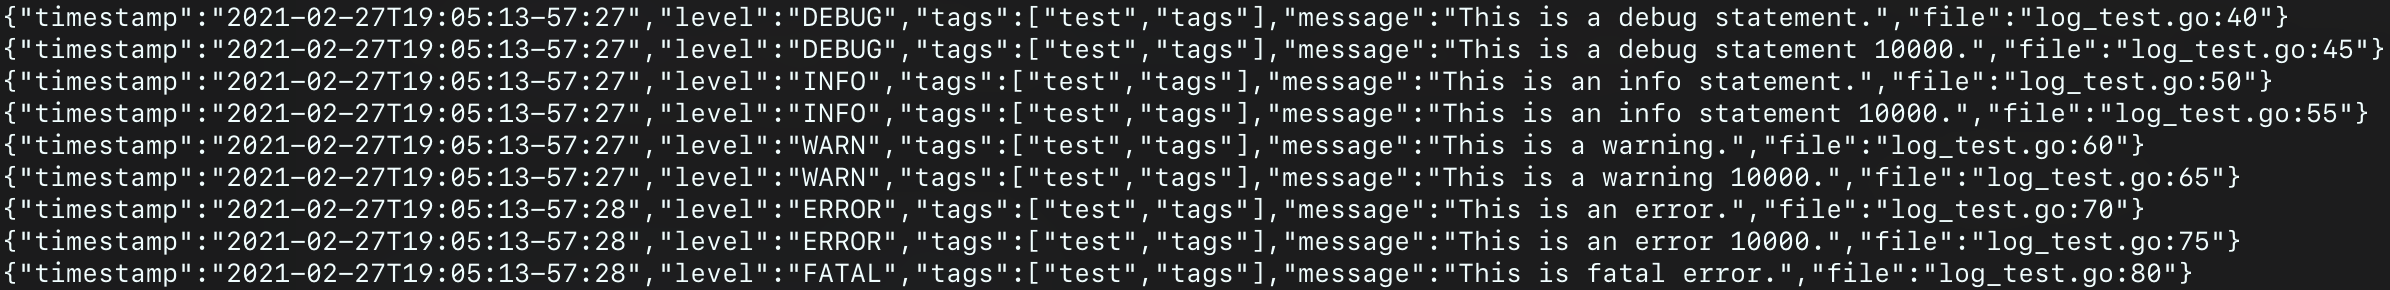 {"timestamp":"2021-02-27T19:05:13-57:27","level":"DEBUG","tags":["test","tags"],"message":"This is a debug statement.","file":"log_test.go:40"}
{"timestamp":"2021-02-27T19:05:13-57:27","level":"DEBUG","tags":["test","tags"],"message":"This is a debug statement 10000.","file":"log_test.go:45"}
{"timestamp":"2021-02-27T19:05:13-57:27","level":"INFO","tags":["test","tags"],"message":"This is an info statement.","file":"log_test.go:50"}
{"timestamp":"2021-02-27T19:05:13-57:27","level":"INFO","tags":["test","tags"],"message":"This is an info statement 10000.","file":"log_test.go:55"}
{"timestamp":"2021-02-27T19:05:13-57:27","level":"WARN","tags":["test","tags"],"message":"This is a warning.","file":"log_test.go:60"}
{"timestamp":"2021-02-27T19:05:13-57:27","level":"WARN","tags":["test","tags"],"message":"This is a warning 10000.","file":"log_test.go:65"}
{"timestamp":"2021-02-27T19:05:13-57:28","level":"ERROR","tags":["test","tags"],"message":"This is an error.","file":"log_test.go:70"}
{"timestamp":"2021-02-27T19:05:13-57:28","level":"ERROR","tags":["test","tags"],"message":"This is an error 10000.","file":"log_test.go:75"}
{"timestamp":"2021-02-27T19:05:13-57:28","level":"FATAL","tags":["test","tags"],"message":"This is fatal error.","file":"log_test.go:80"}